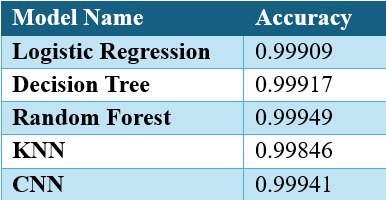 Model Name Accuracy
Logistic Regression 0.99909
Decision Tree 0.99917
Random Forest 0.99949
KNN 0.99846
CNN 0.99941